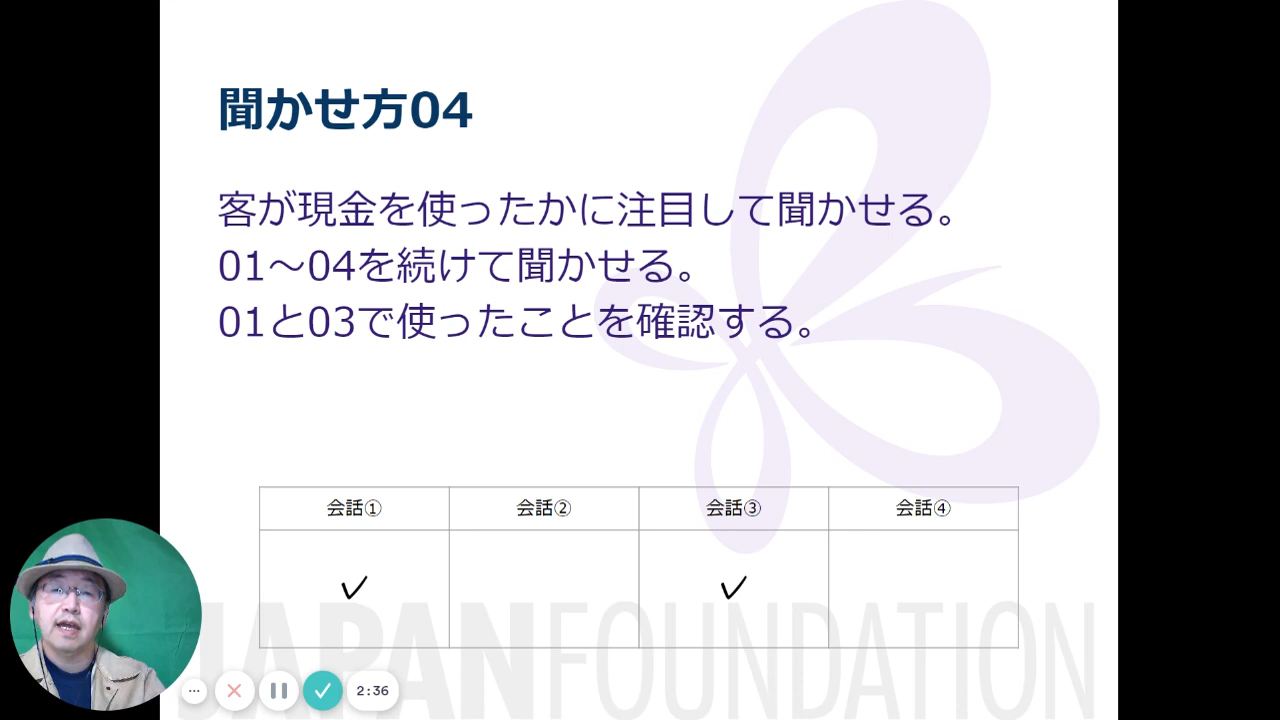 聞かせ方04
客が現金を使ったかに注目して聞かせる。
01～04を続けて聞かせる。
01と03で使ったことを確認する。
会話① 会話② 会話③ 会話④
✓ ✓
JAPANFOUNDATION
2:36